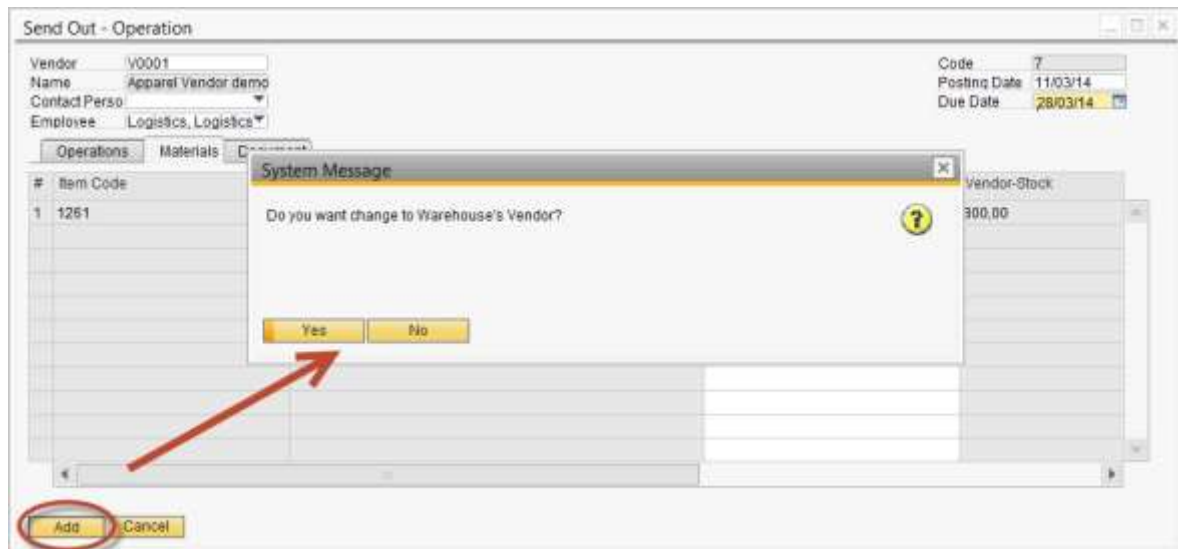 Send Out - Operation
Vendor V0001
Name Apparel Vendor demo
Contact Perso
Employee Logistics, Logistics
Code 7
Posting Date 11/03/14
Due Date 28/03/14
Operations Materials
# Item Code Vendor-Stock
1 1261 300,00
System Message
Do you want change to Warehouse's Vendor?
Yes No
Add Cancel